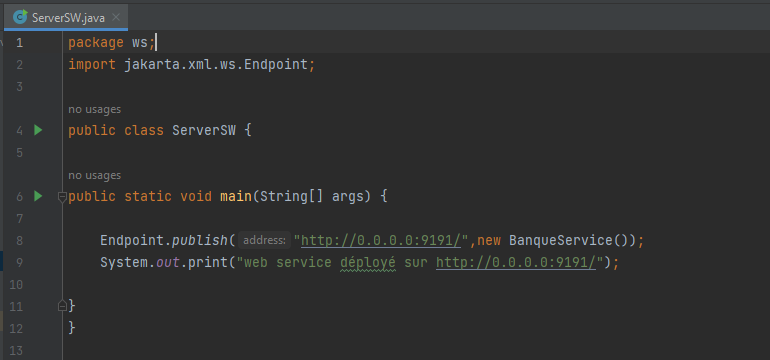 ServerSW.java
1 package ws;
2 import jakarta.xml.ws.Endpoint;
3
no usages
4 public class ServerSW {
5
no usages
6 public static void main(String[] args) {
7
8 Endpoint.publish( address: "http://0.0.0.0:9191/",new BanqueService());
9 System.out.print("web service déployé sur http://0.0.0.0:9191/");
10
11 }
12 }
13